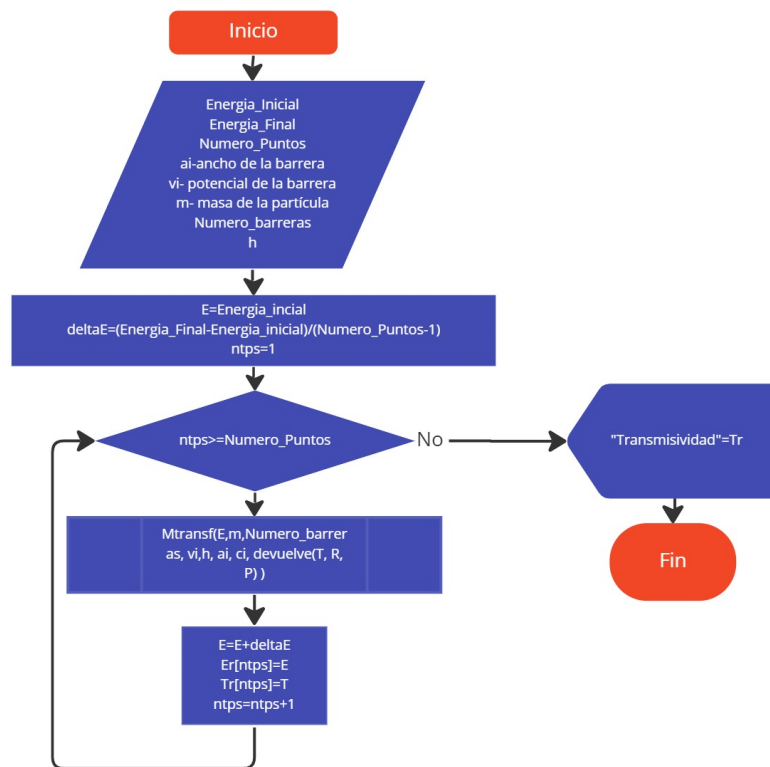 Inicio
Energia_Inicial
Energia_Final
Numero_Puntos
ai-ancho de la barrera
vi- potencial de la barrera
m- masa de la partícula
Numero_barreras
h
E=Energia_incial
deltaE=(Energia_Final-Energia_inicial)/(Numero_Puntos-1)
ntps=1
ntps>=Numero_Puntos
No
"Transmisividad"=Tr
Mtransf(E,m,Numero_barrer
as, vi,h, ai, ci, devuelve(T, R,
P) )
Fin
E=E+deltaE
Er[ntps]=E
Tr[ntps]=T
ntps=ntps+1